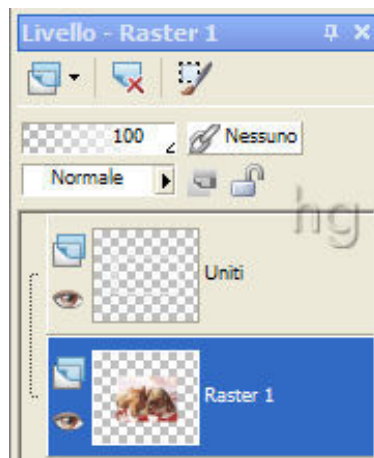 Livello - Raster 1
100
Nessuno
Normale
hg
Uniti
Raster 1